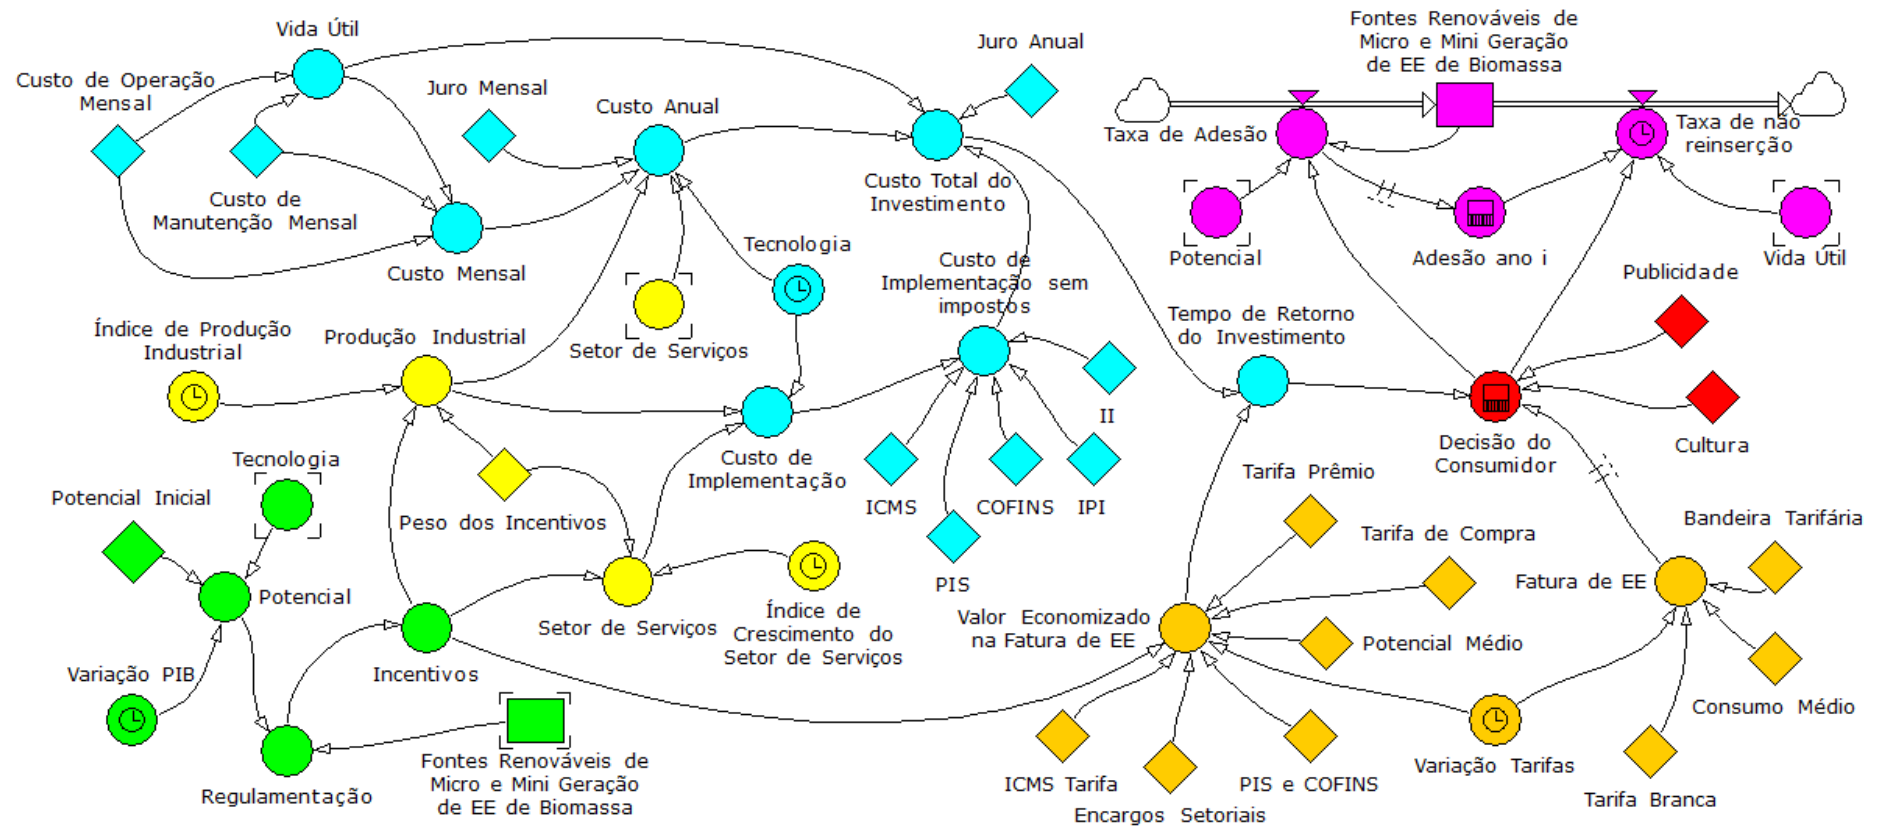 Vida Útil
Custo de Operação
Mensal
Juro Mensal
Custo Anual
Juro Anual
Custo de
Manutenção Mensal
Custo Mensal
Custo Total do
Investimento
Tecnologia
Setor de Serviços
Custo de
Implementação sem
impostos
Índice de Produção
Industrial
Produção Industrial
Custo de
Implementação
II
ICMS
COFINS
IPI
PIS
Peso dos Incentivos
Setor de Serviços
Índice de
Crescimento do
Setor de Serviços
Tecnologia
Potencial Inicial
Potencial
Variação PIB
Incentivos
Regulamentação
Fontes Renováveis de
Micro e Mini Geração
de EE de Biomassa
Fontes Renováveis de
Micro e Mini Geração
de EE de Biomassa
Taxa de Adesão
Taxa de não
reinserção
Potencial
Adesão ano i
Vida Útil
Publicidade
Tempo de Retorno
do Investimento
Decisão do
Consumidor
Cultura
Tarifa Prêmio
Tarifa de Compra
Bandeira Tarifária
Fatura de EE
Valor Economizado
na Fatura de EE
Potencial Médio
Consumo Médio
ICMS Tarifa
Encargos Setoriais
PIS e COFINS
Variação Tarifas
Tarifa Branca